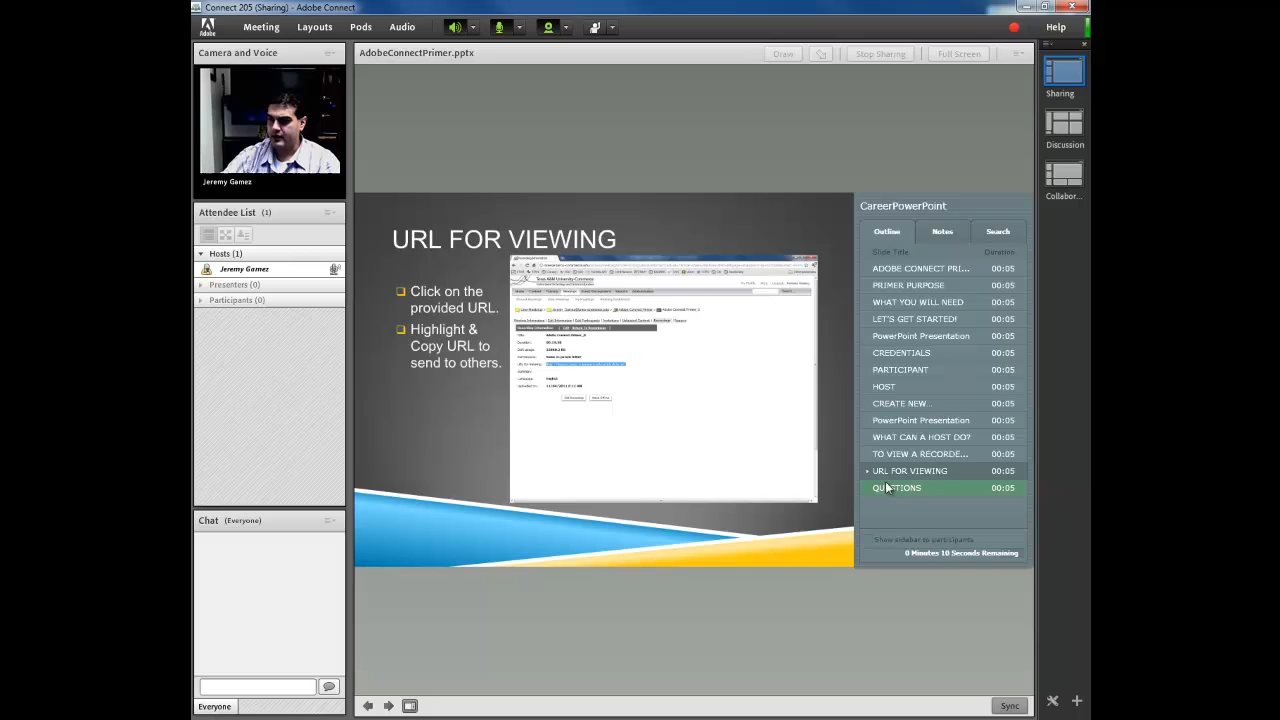 Connect 205 (Sharing) - Adobe Connect
Adobe
Meeting
Layouts
Pods
Audio
Help
Camera and Voice
Jeremy Gamez
Attendee List (1)
Hosts (1)
Jeremy Gamez
Presenters (0)
Participants (0)
Chat (Everyone)
Everyone
AdobeConnectPrimer.pptx
Draw
Stop Sharing
Full Screen
URL FOR VIEWING
Click on the
provided URL.
Highlight &
Copy URL to
send to others.
CareerPowerPoint
Outline
Notes
Search
Slide Title Duration
ADOBE CONNECT PRI... 00:05
PRIMER PURPOSE 00:05
WHAT YOU WILL NEED 00:05
LET'S GET STARTED! 00:05
PowerPoint Presentation 00:05
CREDENTIALS 00:05
PARTICIPANT 00:05
HOST 00:05
CREATE NEW... 00:05
PowerPoint Presentation 00:05
WHAT CAN A HOST DO? 00:05
TO VIEW A RECORDE... 00:05
URL FOR VIEWING 00:05
QUESTIONS 00:05
Show sidebar to participants
0 Minutes 10 Seconds Remaining
Sync
Sharing
Discussion
Collabor...